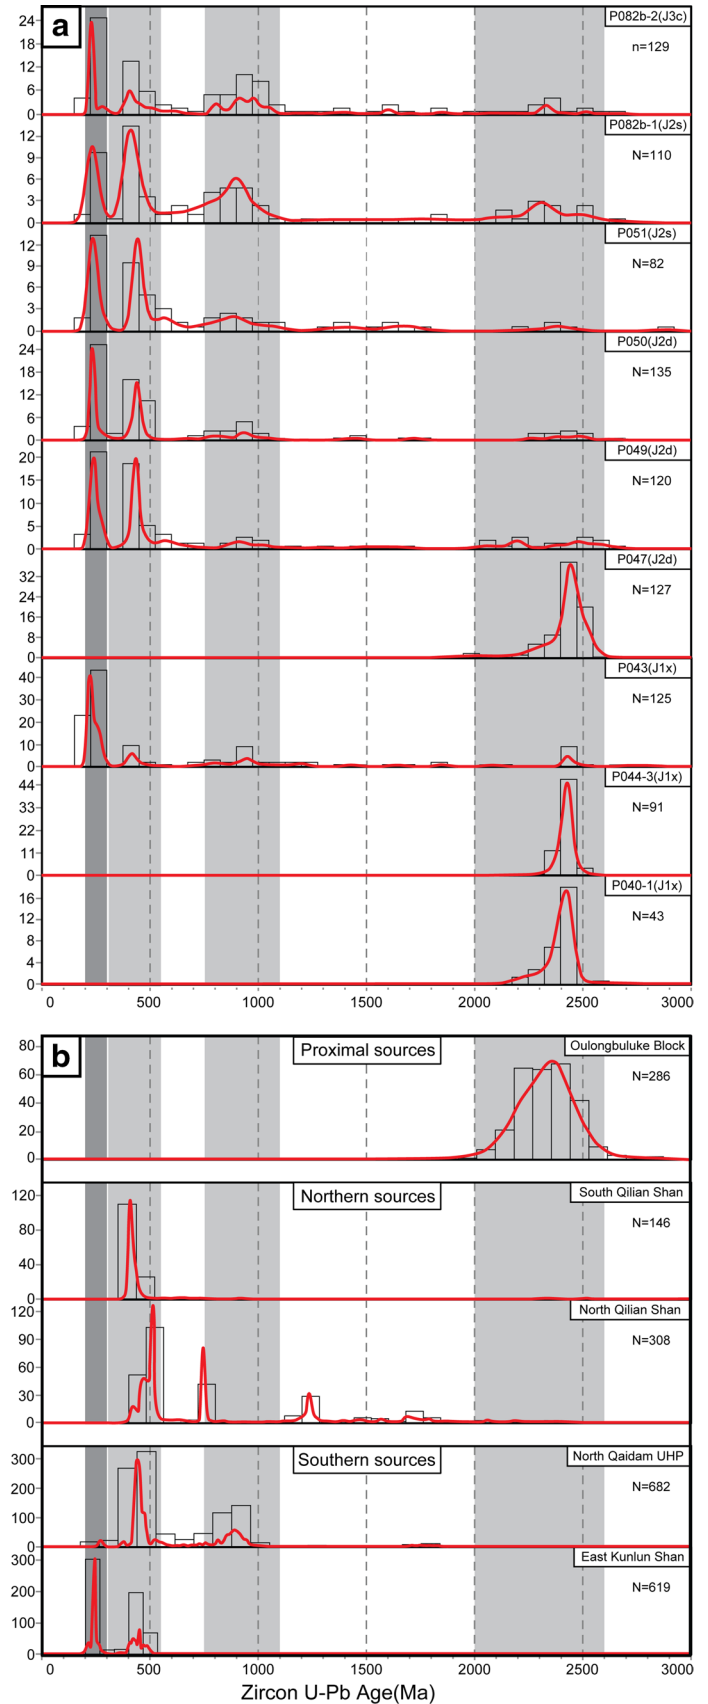 a
P082b-2(J3c)
n=129
24
18
12
6
0
P082b-1(J2s)
N=110
12
9
6
3
0
P051(J2s)
N=82
12
9
6
3
0
P050(J2d)
N=135
24
18
12
6
0
P049(J2d)
N=120
20
15
10
5
0
P047(J2d)
N=127
32
24
16
8
0
P043(J1x)
N=125
40
30
20
10
0
P044-3(J1x)
N=91
44
33
22
11
0
P040-1(J1x)
N=43
16
12
8
4
0
0 500 1000 1500 2000 2500 3000
b
Proximal sources
Oulongbuluke Block
N=286
80
60
40
20
0
Northern sources
South Qilian Shan
N=146
120
80
40
0
North Qilian Shan
N=308
120
90
60
30
0
Southern sources
North Qaidam UHP
N=682
300
200
100
0
East Kunlun Shan
N=619
300
200
100
0
0 500 1000 1500 2000 2500 3000
Zircon U-Pb Age(Ma)